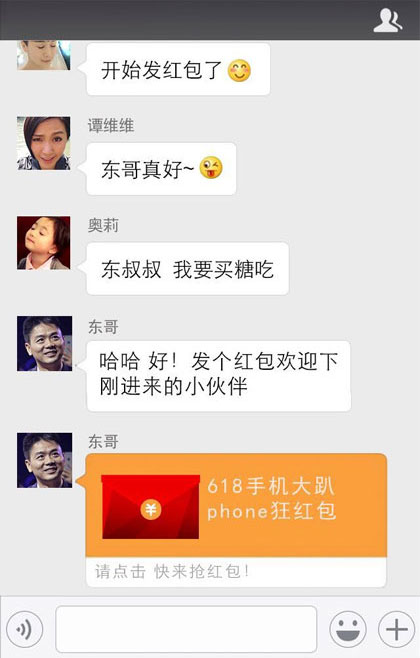 开始发红包了
谭维维
东哥真好~
奥莉
东叔叔 我要买糖吃
东哥
哈哈 好！发个红包欢迎下
刚进来的小伙伴
东哥
618手机大趴
phone狂红包
¥
请点击 快来抢红包！